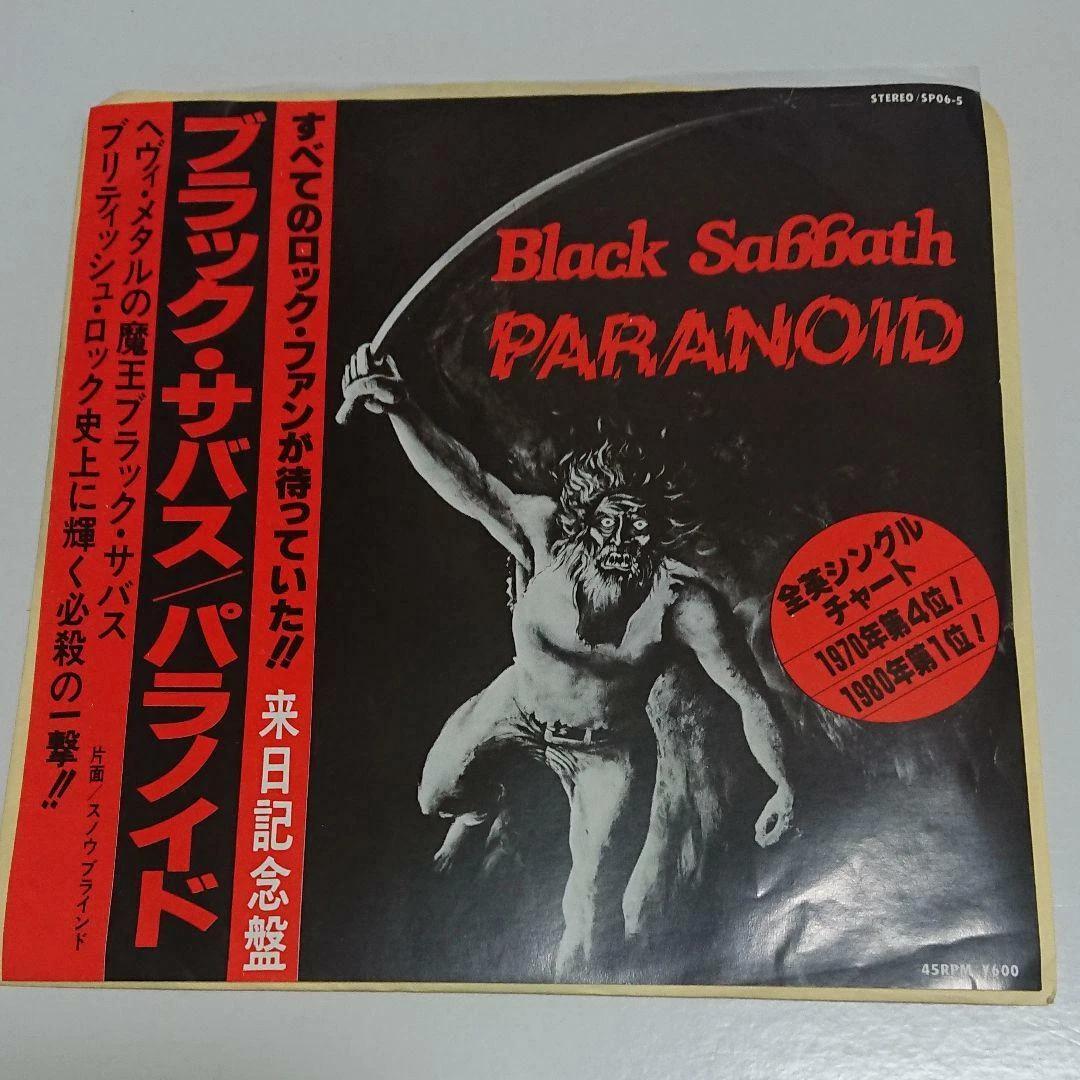 STEREO/SP06-5
Black Sabbath
PARANOID
すべてのロック・ファンが待っていた!! 来日記念盤
ブラック・サバス/パラノイド
ヘヴィ・メタルの魔王ブラック・サバス
ブリティッシュ・ロック史上に輝く必殺の一撃!!
片面/スノウ ブラインド
全英シングル
チャート
1970年第4位!
1980年第1位!
45RPM ¥600